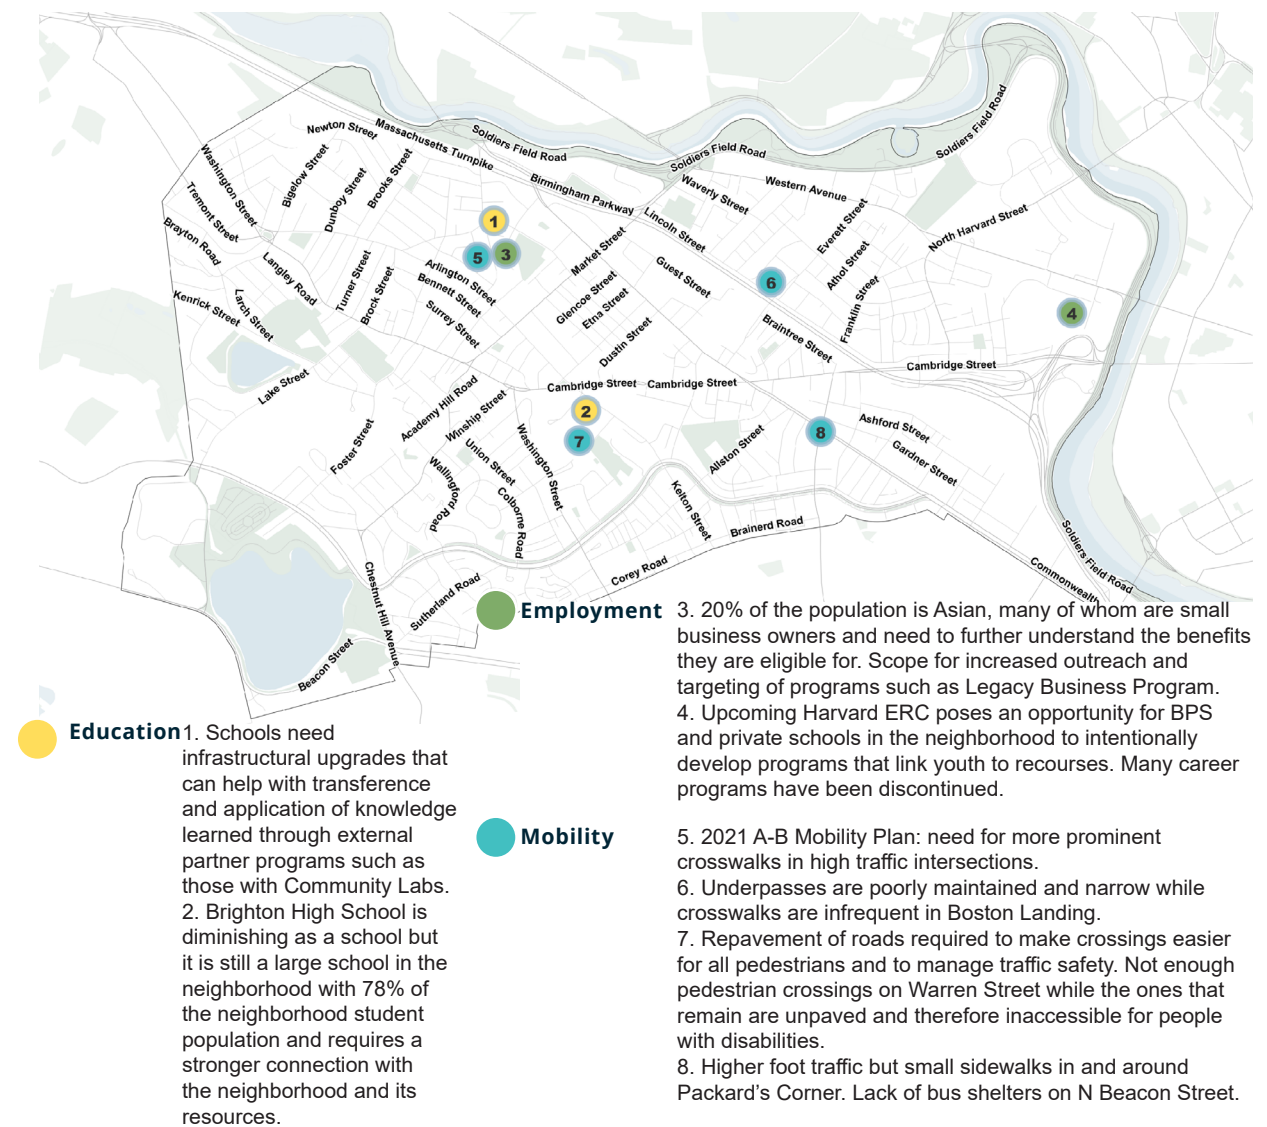 Newton Street
Massachusetts Turnpike
Soldiers Field Road
Soldiers Field Road
Soldiers Field Road
Washington Street
Bigelow Street
Dunboy Street
Brooks Street
Birmingham Parkway
Waverly Street
Western Avenue
Tremont Street
Brayton Road
1
Lincoln Street
Everett Street
North Harvard Street
5
3
Market Street
Langley Road
Turner Street
Brock Street
Arlington Street
Bennett Street
Surrey Street
Glencoe Street
Etna Street
Guest Street
6
Athol Street
Franklin Street
4
Kenrick Street
Larch Street
Dustin Street
Braintree Street
Cambridge Street
Lake Street
Cambridge Street
Cambridge Street
Academy Hill Road
Winship Street
2
7
8
Ashford Street
Gardner Street
Foster Street
Union Street
Washington Street
Allston Street
Wallingford Road
Colborne Road
Kelton Street
Brainerd Road
Corey Road
Soldiers Field Road
Commonwealth
Chestnut Hill Avenue
Sutherland Road
Beacon Street
Employment
3. 20% of the population is Asian, many of whom are small
business owners and need to further understand the benefits
they are eligible for. Scope for increased outreach and
targeting of programs such as Legacy Business Program.
4. Upcoming Harvard ERC poses an opportunity for BPS
and private schools in the neighborhood to intentionally
develop programs that link youth to recourses. Many career
programs have been discontinued.
Education
1. Schools need
infrastructural upgrades that
can help with transference
and application of knowledge
learned through external
partner programs such as
those with Community Labs.
2. Brighton High School is
diminishing as a school but
it is still a large school in the
neighborhood with 78% of
the neighborhood student
population and requires a
stronger connection with
the neighborhood and its
resources.
Mobility
5. 2021 A-B Mobility Plan: need for more prominent
crosswalks in high traffic intersections.
6. Underpasses are poorly maintained and narrow while
crosswalks are infrequent in Boston Landing.
7. Repavement of roads required to make crossings easier
for all pedestrians and to manage traffic safety. Not enough
pedestrian crossings on Warren Street while the ones that
remain are unpaved and therefore inaccessible for people
with disabilities.
8. Higher foot traffic but small sidewalks in and around
Packard's Corner. Lack of bus shelters on N Beacon Street.